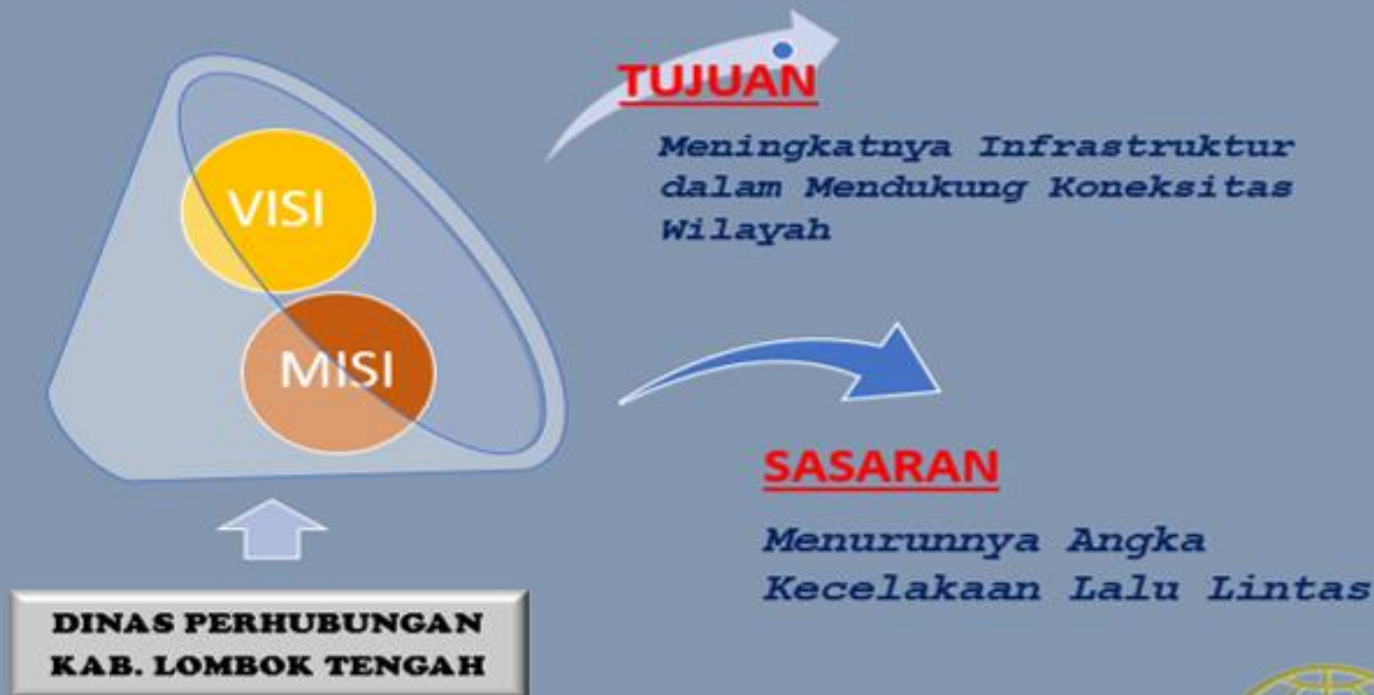 TUJUAN
Meningkatnya Infrastruktur
dalam Mendukung Koneksitas
Wilayah
VISI
MISI
SASARAN
Menurunnya Angka
Kecelakaan Lalu Lintas
DINAS PERHUBUNGAN
KAB. LOMBOK TENGAH